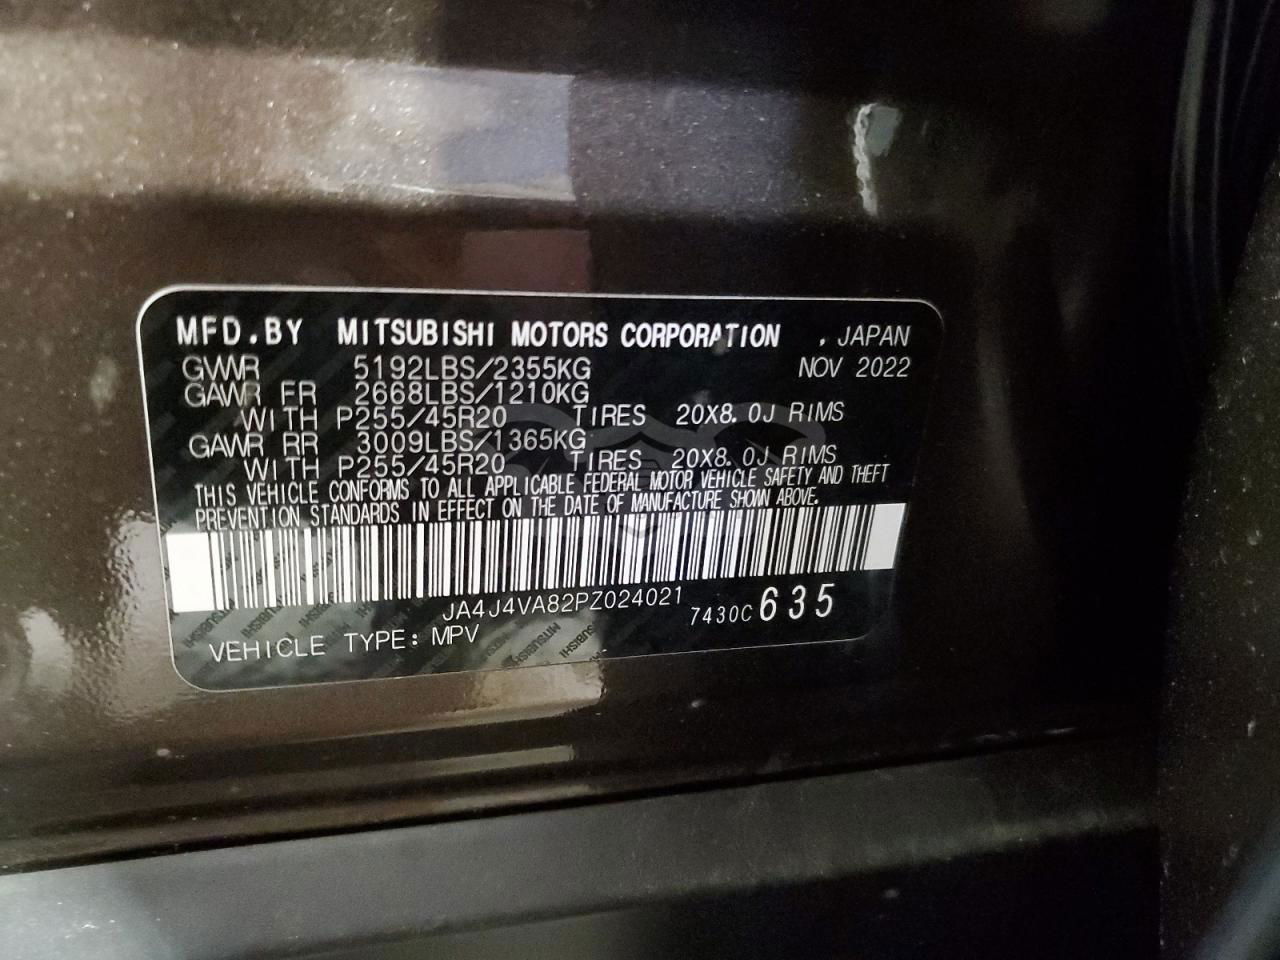 MFD.BY MITSUBISHI MOTORS CORPORATION , JAPAN
GVWR 5192LBS/2355KG NOV 2022
GAWR FR 2668LBS/1210KG
WITH P255/45R20 TIRES 20X8.0J RIMS
GAWR RR 3009LBS/1365KG
WITH P255/45R20 TIRES 20X8.0J RIMS
THIS VEHICLE CONFORMS TO ALL APPLICABLE FEDERAL MOTOR VEHICLE SAFETY AND THEFT
PREVENTION STANDARDS IN EFFECT ON THE DATE OF MANUFACTURE SHOWN ABOVE.
JA4J4VA82PZ024021 7430C 635
VEHICLE TYPE: MPV